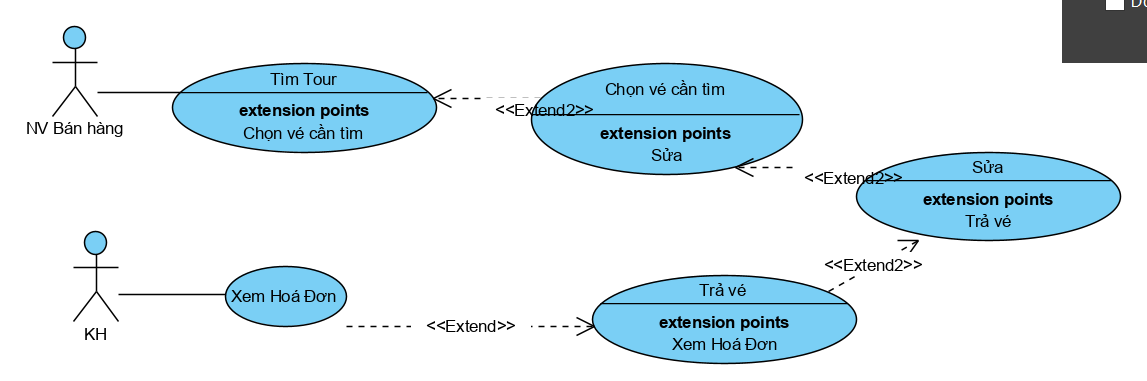 Tìm Tour
extension points
Chọn vé cần tìm
NV Bán hàng
<<Extend2>>
Chọn vé cần tìm
extension points
Sửa
<<Extend2>>
Sửa
extension points
Trả vé
<<Extend2>>
KH
Xem Hoá Đơn
<<Extend>>
Trả vé
extension points
Xem Hoá Đơn